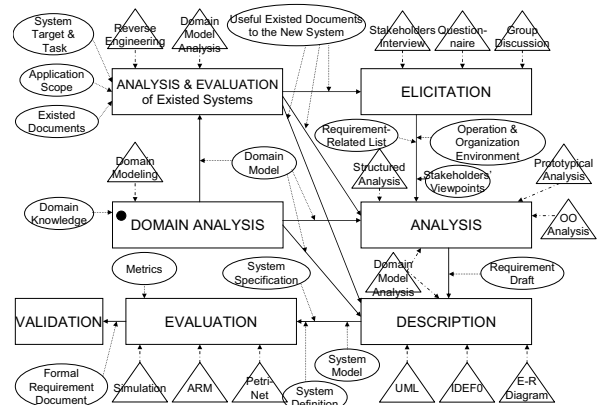 System
Target &
Task
Reverse
Engineering
Domain
Model
Analysis
Useful Existed Documents
to the New System
Stakeholders
Interview
Question-
naire
Group
Discussion
Application
Scope
ANALYSIS & EVALUATION
of Existed Systems
ELICITATION
Existed
Documents
Requirement-
Related List
Operation &
Organization
Environment
Domain
Modeling
Domain
Model
Structured
Analysis
Stakeholders'
Viewpoints
Prototypical
Analysis
Domain
Knowledge
DOMAIN ANALYSIS
ANALYSIS
OO
Analysis
Metrics
System
Specification
Domain
Model
Analysis
Requirement
Draft
VALIDATION
EVALUATION
DESCRIPTION
Formal
Requirement
Document
Simulation
ARM
Petri-
Net
System
Definition
System
Model
UML
IDEF0
E-R
Diagram